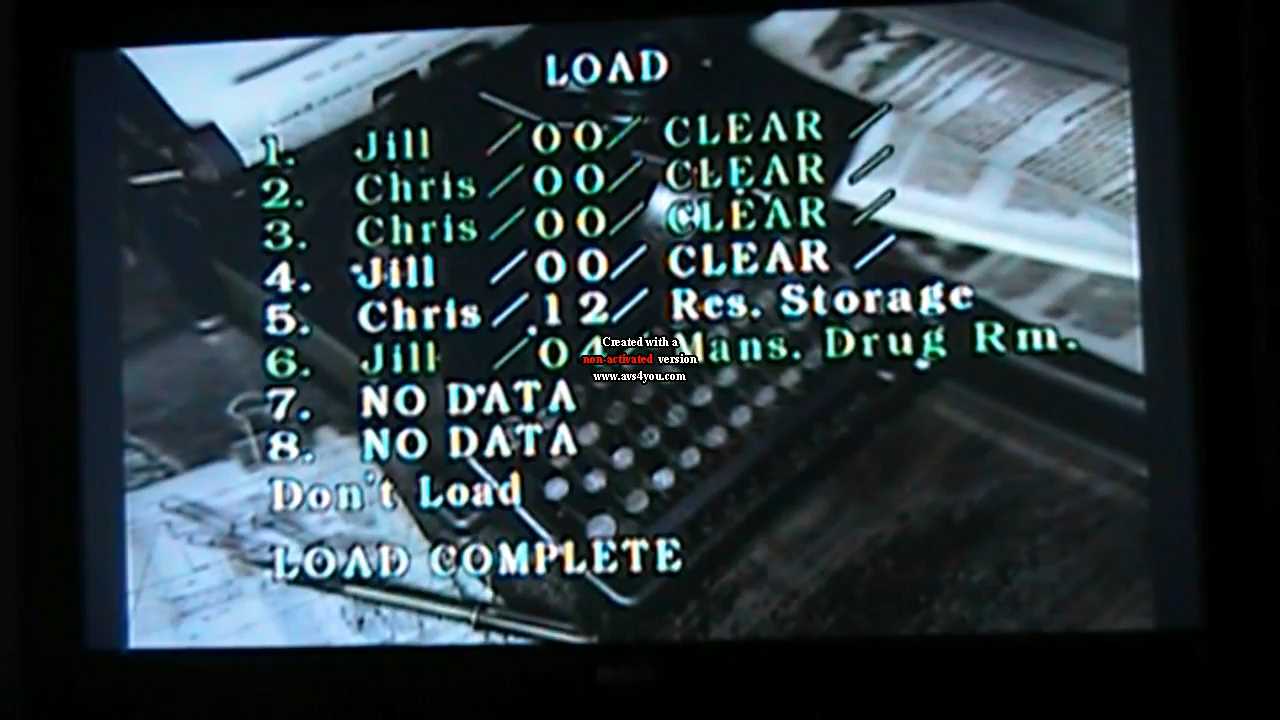 LOAD
1. Jill /00/ CLEAR /
2. Chris/00/ CLEAR /
3. Chris/00/ CLEAR /
4. Jill /00/ CLEAR /
5. Chris/12/ Res. Storage
6. Jill /04/ Mans. Drug Rm.
7. NO DATA
8. NO DATA
Don't Load
LOAD COMPLETE
Created with a
non-activated version
www.avs4you.com